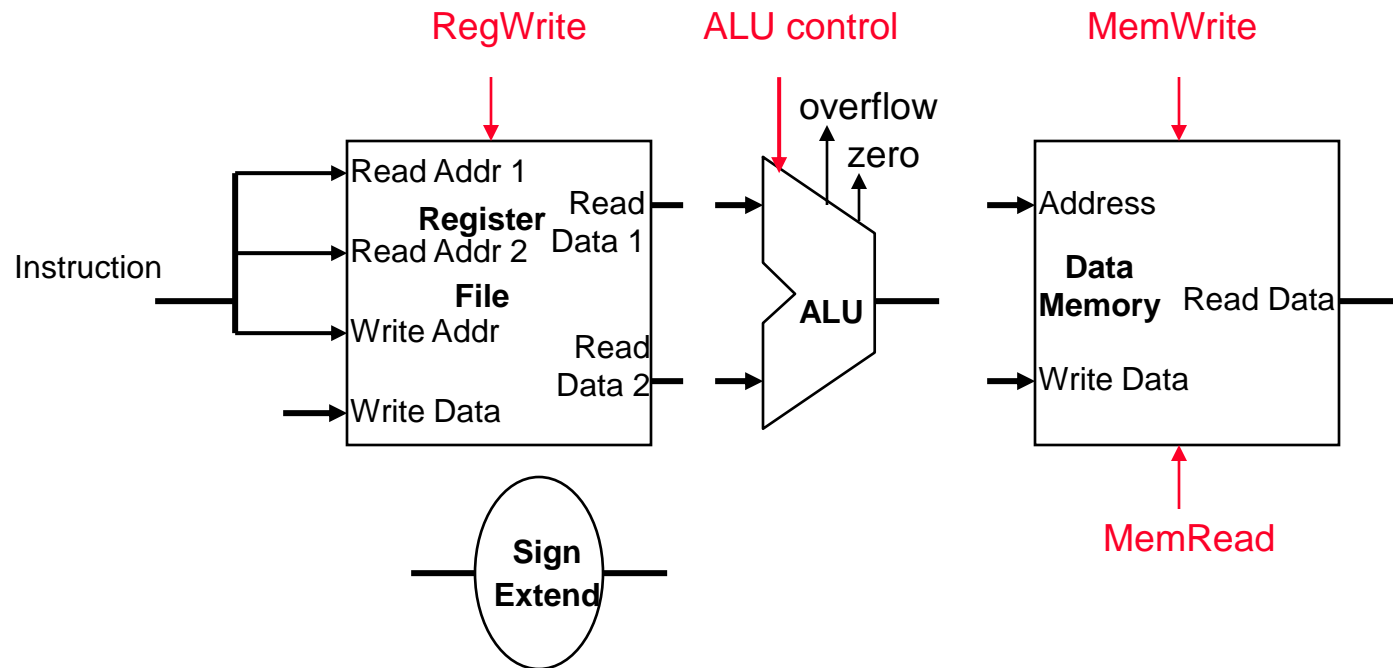 RegWrite
ALU control
MemWrite
overflow
zero
Instruction
Read Addr 1
Register
Read Addr 2
File
Write Addr
Write Data
Read
Data 1
Read
Data 2
ALU
Address
Data
Memory
Read Data
Write Data
MemRead
Sign
Extend